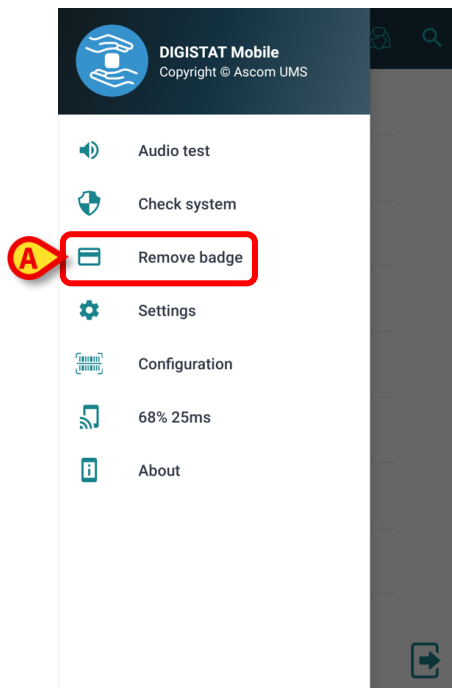 DIGISTAT Mobile
Copyright © Ascom UMS
Audio test
Check system
A
Remove badge
Settings
Configuration
68% 25ms
About